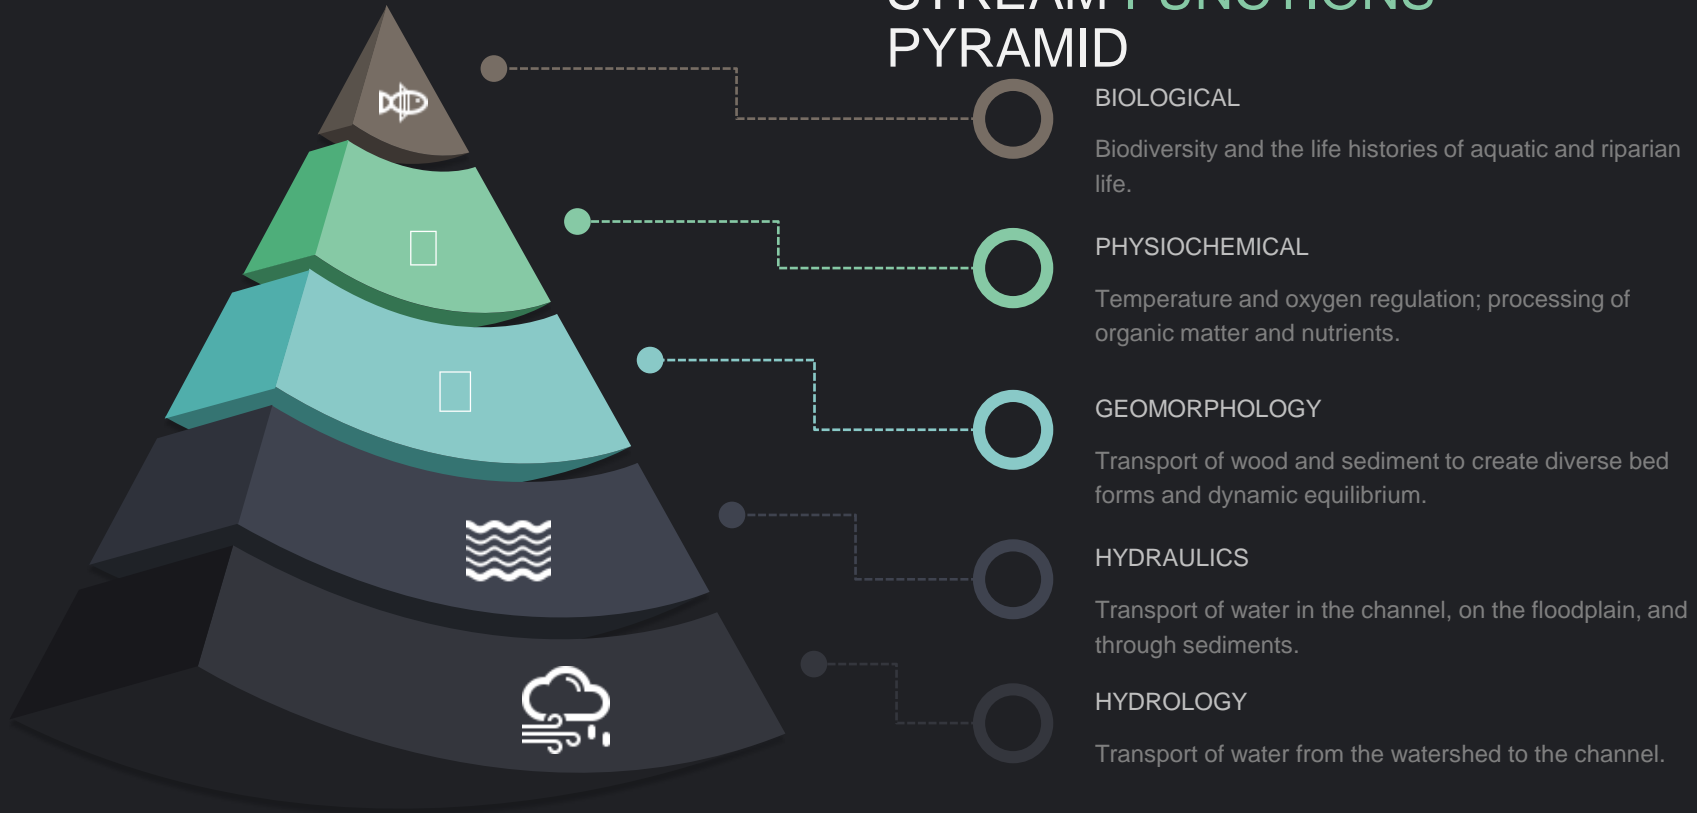 STREAM FUNCTIONS
PYRAMID
BIOLOGICAL
Biodiversity and the life histories of aquatic and riparian
life.
PHYSIOCHEMICAL
Temperature and oxygen regulation; processing of
organic matter and nutrients.
GEOMORPHOLOGY
Transport of wood and sediment to create diverse bed
forms and dynamic equilibrium.
HYDRAULICS
Transport of water in the channel, on the floodplain, and
through sediments.
HYDROLOGY
Transport of water from the watershed to the channel.